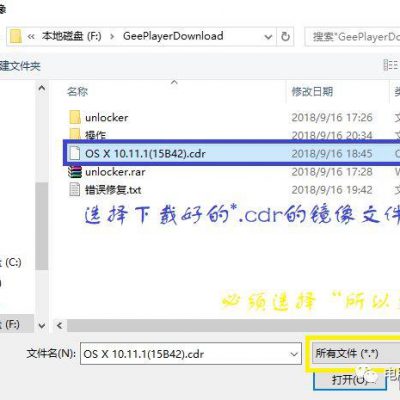 像
本地磁盘 (F:) › GeePlayerDownload
搜索"GeePlayerDo
建文件夹
名称 修改日期
unlocker 2018/9/16 17:26
操作 2018/9/16 20:34
OS X 10.11.1(15B42).cdr 2018/9/16 18:45
unlocker.rar 2018/9/16 17:28 W
错误修复.txt 2018/9/16 19:42
选择下载好的*.cdr的镜像文件
(C:)
必须选择“所以
(F:)
文件名(N): OS X 10.11.1(15B42).cdr 所有文件 (*.*)
打开(O)